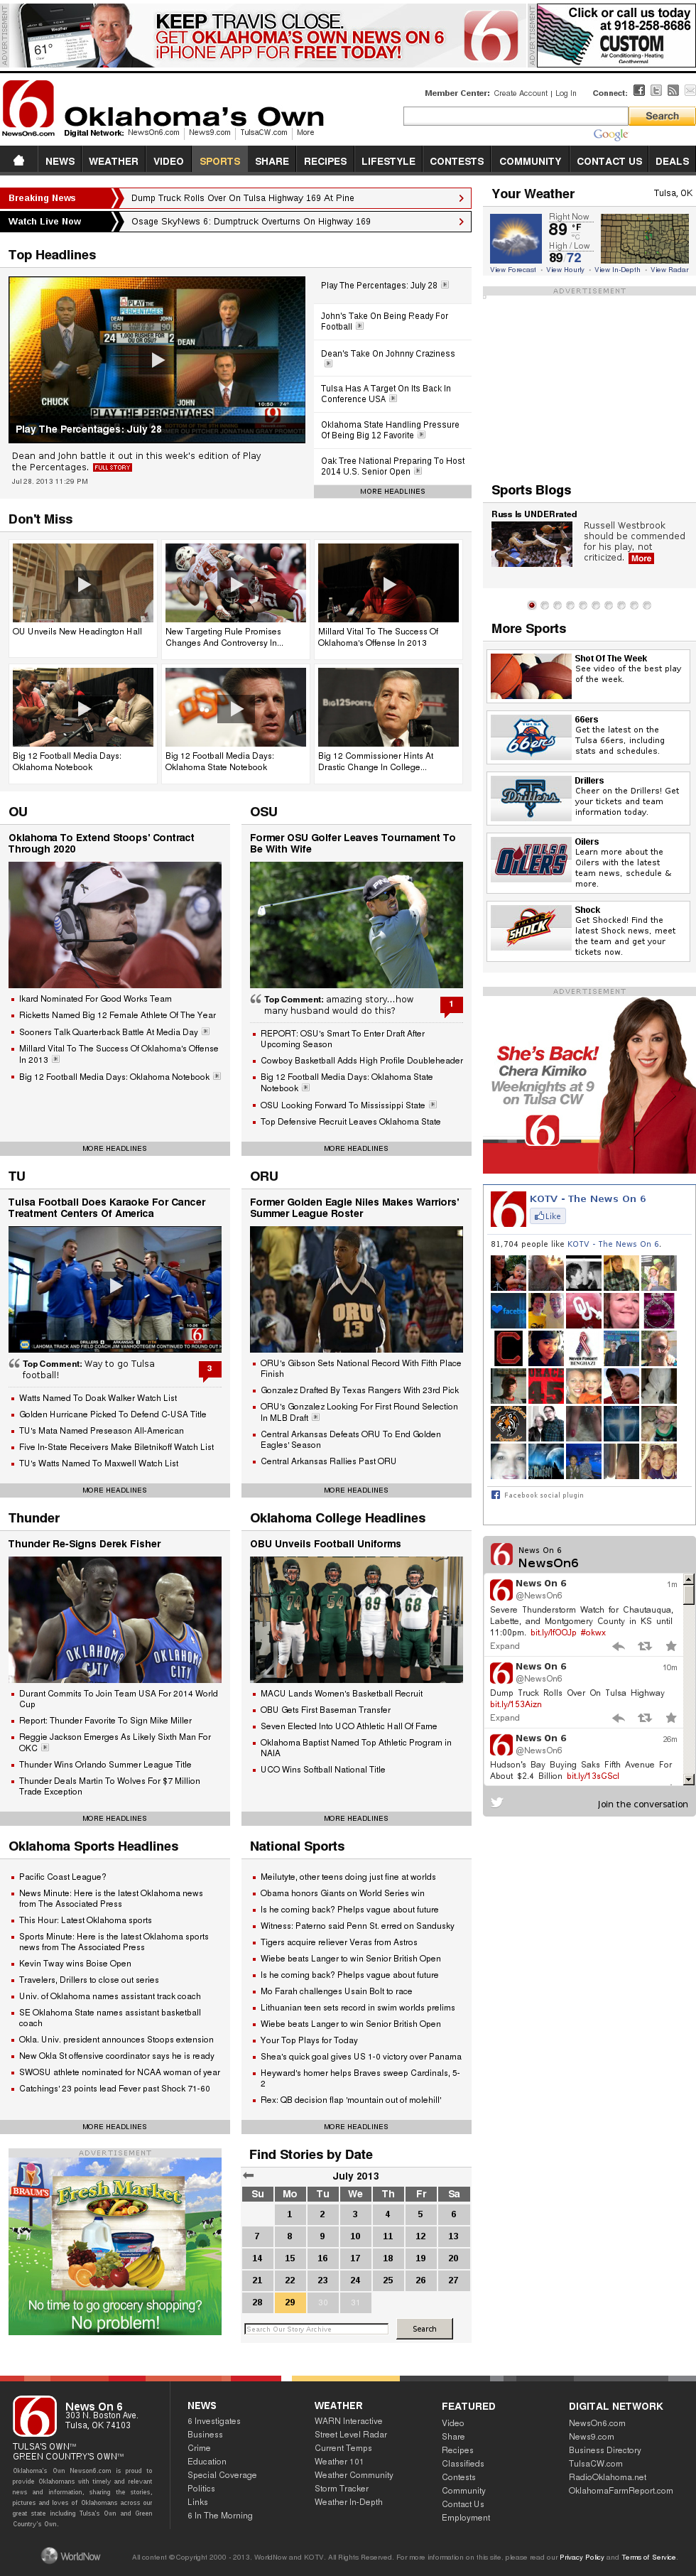 ADVERTISEMENT
KEEP TRAVIS CLOSE.
GET OKLAHOMA'S OWN NEWS ON 6
IPHONE APP FOR FREE TODAY!
61°
6
ADVERTISEMENT
Click or call us today
at 918-258-8686
CUSTOM
Air Conditioning · Heating
Geothermal
6
NewsOn6.com
Oklahoma's Own
Digital Network: NewsOn6.com | News9.com | TulsaCW.com | More
Member Center: Create Account | Log In
Connect:
Search
Google
NEWS WEATHER VIDEO SPORTS SHARE RECIPES LIFESTYLE CONTESTS COMMUNITY CONTACT US DEALS
Breaking News
Dump Truck Rolls Over On Tulsa Highway 169 At Pine
Watch Live Now
Osage SkyNews 6: Dumptruck Overturns On Highway 169
Top Headlines
PLAY THE PERCENTAGES
CHUCK
DEAN
JOHN
PLAY THE PERCENTAGES
Play The Percentages: July 28
Dean and John battle it out in this week's edition of Play
the Percentages. FULL STORY
Jul 28, 2013 11:29 PM
Play The Percentages: July 28
John's Take On Being Ready For
Football
Dean's Take On Johnny Craziness
Tulsa Has A Target On Its Back In
Conference USA
Oklahoma State Handling Pressure
Of Being Big 12 Favorite
Oak Tree National Preparing To Host
2014 U.S. Senior Open
MORE HEADLINES
Don't Miss
OU Unveils New Headington Hall
New Targeting Rule Promises
Changes And Controversy In...
Millard Vital To The Success Of
Oklahoma's Offense In 2013
Big 12 Football Media Days:
Oklahoma Notebook
Big 12 Football Media Days:
Oklahoma State Notebook
Big 12 Commissioner Hints At
Drastic Change In College...
OU
Oklahoma To Extend Stoops' Contract
Through 2020
Ikard Nominated For Good Works Team
Ricketts Named Big 12 Female Athlete Of The Year
Sooners Talk Quarterback Battle At Media Day
Millard Vital To The Success Of Oklahoma's Offense
In 2013
Big 12 Football Media Days: Oklahoma Notebook
MORE HEADLINES
OSU
Former OSU Golfer Leaves Tournament To
Be With Wife
Top Comment: amazing story...how
many husband would do this?
1
REPORT: OSU's Smart To Enter Draft After
Upcoming Season
Cowboy Basketball Adds High Profile Doubleheader
Big 12 Football Media Days: Oklahoma State
Notebook
OSU Looking Forward To Mississippi State
Top Defensive Recruit Leaves Oklahoma State
MORE HEADLINES
TU
Tulsa Football Does Karaoke For Cancer
Treatment Centers Of America
Top Comment: Way to go Tulsa
football!
3
Watts Named To Doak Walker Watch List
Golden Hurricane Picked To Defend C-USA Title
TU's Mata Named Preseason All-American
Five In-State Receivers Make Biletnikoff Watch List
TU's Watts Named To Maxwell Watch List
MORE HEADLINES
ORU
Former Golden Eagle Niles Makes Warriors'
Summer League Roster
ORU
13
ORU's Gibson Sets National Record With Fifth Place
Finish
Gonzalez Drafted By Texas Rangers With 23rd Pick
ORU's Gonzalez Looking For First Round Selection
In MLB Draft
Central Arkansas Defeats ORU To End Golden
Eagles' Season
Central Arkansas Rallies Past ORU
MORE HEADLINES
Thunder
Thunder Re-Signs Derek Fisher
OKLAHOMA CITY
OKLAHOMA CITY
Durant Commits To Join Team USA For 2014 World
Cup
Report: Thunder Favorite To Sign Mike Miller
Reggie Jackson Emerges As Likely Sixth Man For
OKC
Thunder Wins Orlando Summer League Title
Thunder Deals Martin To Wolves For $7 Million
Trade Exception
MORE HEADLINES
Oklahoma College Headlines
OBU Unveils Football Uniforms
MACU Lands Women's Basketball Recruit
OBU Gets First Baseman Transfer
Seven Elected Into UCO Athletic Hall Of Fame
Oklahoma Baptist Named Top Athletic Program in
NAIA
UCO Wins Softball National Title
MORE HEADLINES
Oklahoma Sports Headlines
Pacific Coast League?
News Minute: Here is the latest Oklahoma news
from The Associated Press
This Hour: Latest Oklahoma sports
Sports Minute: Here is the latest Oklahoma sports
news from The Associated Press
Kevin Tway wins Boise Open
Travelers, Drillers to close out series
Univ. of Oklahoma names assistant track coach
SE Oklahoma State names assistant basketball
coach
Okla. Univ. president announces Stoops extension
New Okla St offensive coordinator says he is ready
SWOSU athlete nominated for NCAA woman of year
Catchings' 23 points lead Fever past Shock 71-60
MORE HEADLINES
National Sports
Meilutyte, other teens doing just fine at worlds
Obama honors Giants on World Series win
Is he coming back? Phelps vague about future
Witness: Paterno said Penn St. erred on Sandusky
Tigers acquire reliever Veras from Astros
Wiebe beats Langer to win Senior British Open
Is he coming back? Phelps vague about future
Mo Farah challenges Usain Bolt to race
Lithuanian teen sets record in swim worlds prelims
Wiebe beats Langer to win Senior British Open
Your Top Plays for Today
Shea's quick goal gives US 1-0 victory over Panama
Heyward's homer helps Braves sweep Cardinals, 5-
2
Rex: QB decision flap 'mountain out of molehill'
MORE HEADLINES
ADVERTISEMENT
BRAUM'S
Fresh Market
No time to go grocery shopping?
No problem!
Find Stories by Date
July 2013
Su Mo Tu We Th Fr Sa
1 2 3 4 5 6
7 8 9 10 11 12 13
14 15 16 17 18 19 20
21 22 23 24 25 26 27
28 29 30 31
Search Our Story Archive
Search
Your Weather
Tulsa, OK
Right Now
89 °F
°C
High / Low
89 72
View Forecast - View Hourly - View In-Depth - View Radar
ADVERTISEMENT
Sports Blogs
Russ Is UNDERrated
Russell Westbrook
should be commended
for his play, not
criticized. More
More Sports
Shot Of The Week
See video of the best play
of the week.
TULSA
66ers
66ers
Get the latest on the
Tulsa 66ers, including
stats and schedules.
Drillers
Drillers
Cheer on the Drillers! Get
your tickets and team
information today.
TULSA
OILERS
Oilers
Learn more about the
Oilers with the latest
team news, schedule &
more.
SHOCK
Shock
Get Shocked! Find the
latest Shock news, meet
the team and get your
tickets now.
ADVERTISEMENT
She's Back!
Chera Kimiko
Weeknights at 9
on Tulsa CW
6
KOTV - The News On 6
Like
81,704 people like KOTV - The News On 6.
Facebook social plugin
News On 6
NewsOn6
News On 6 1m
@NewsOn6
Severe Thunderstorm Watch for Chautauqua,
Labette, and Montgomery County in KS until
11:00pm. bit.ly/lfOOJp #okwx
Expand
News On 6 10m
@NewsOn6
Dump Truck Rolls Over On Tulsa Highway
bit.ly/153Aizn
Expand
News On 6 26m
@NewsOn6
Hudson's Bay Buying Saks Fifth Avenue For
About $2.4 Billion bit.ly/13sGScl
Join the conversation
6
News On 6
303 N. Boston Ave.
Tulsa, OK 74103
TULSA'S OWN™
GREEN COUNTRY'S OWN™
Oklahoma's Own Newson6.com is proud to
provide Oklahomans with timely and relevant
news and information, sharing the stories,
pictures and loves of Oklahomans across our
great state including Tulsa's Own and Green
Country's Own.
NEWS
6 Investigates
Business
Crime
Education
Special Coverage
Politics
Links
6 In The Morning
WEATHER
WARN Interactive
Street Level Radar
Current Temps
Weather 101
Weather Community
Storm Tracker
Weather In-Depth
FEATURED
Video
Share
Recipes
Classifieds
Contests
Community
Contact Us
Employment
DIGITAL NETWORK
NewsOn6.com
News9.com
Business Directory
TulsaCW.com
RadioOklahoma.net
OklahomaFarmReport.com
WorldNow
All content © Copyright 2000 - 2013, WorldNow and KOTV. All Rights Reserved. For more information on this site, please read our Privacy Policy and Terms of Service.